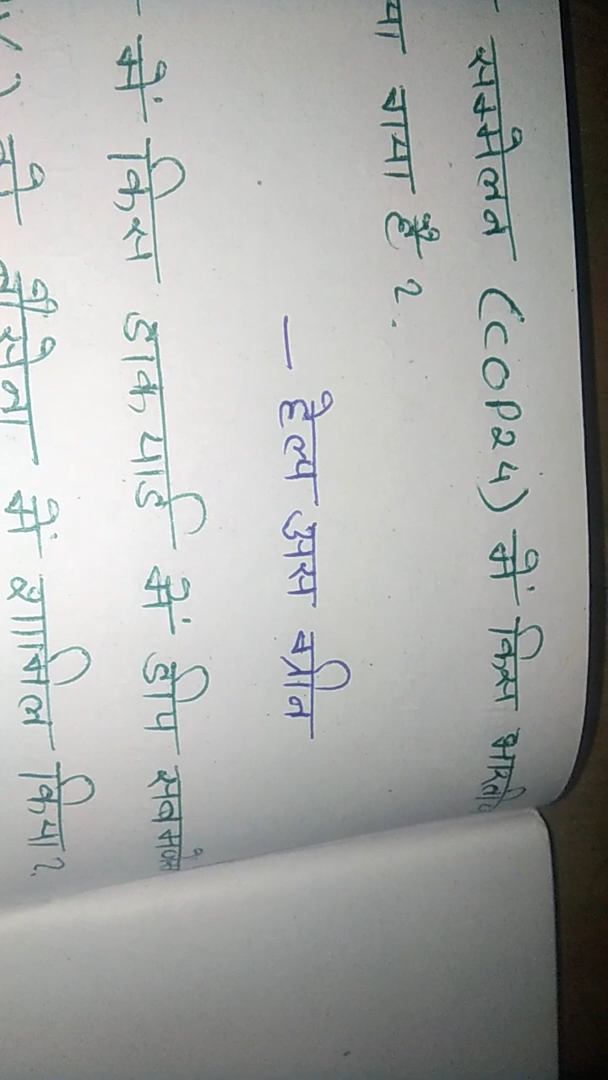 सम्मेलन (COP24) में किस भारतीय
गया है?
— हेल्प अस ग्रीन
में किस डाकयार्ड में डीप सबमर्जेंस
) को नौसेना में शामिल किया?